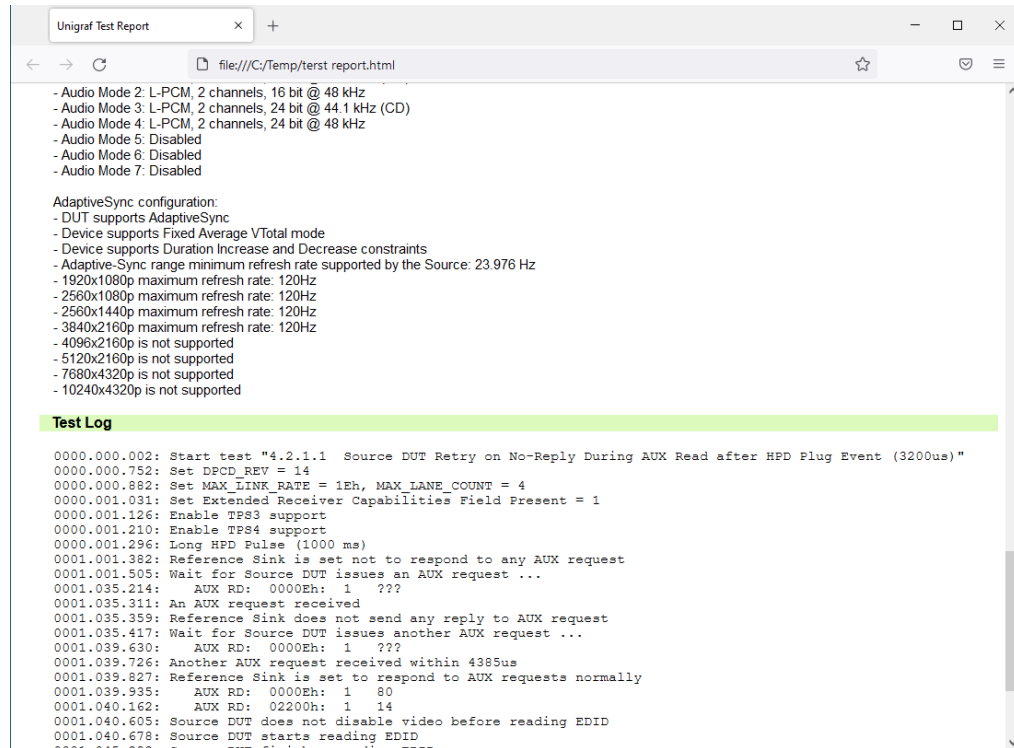 Unigraf Test Report
file:///C:/Temp/terst report.html
- Audio Mode 2: L-PCM, 2 channels, 16 bit @ 48 kHz
- Audio Mode 3: L-PCM, 2 channels, 24 bit @ 44.1 kHz (CD)
- Audio Mode 4: L-PCM, 2 channels, 24 bit @ 48 kHz
- Audio Mode 5: Disabled
- Audio Mode 6: Disabled
- Audio Mode 7: Disabled
AdaptiveSync configuration:
- DUT supports AdaptiveSync
- Device supports Fixed Average VTotal mode
- Device supports Duration Increase and Decrease constraints
- Adaptive-Sync range minimum refresh rate supported by the Source: 23.976 Hz
- 1920x1080p maximum refresh rate: 120Hz
- 2560x1080p maximum refresh rate: 120Hz
- 2560x1440p maximum refresh rate: 120Hz
- 3840x2160p maximum refresh rate: 120Hz
- 4096x2160p is not supported
- 5120x2160p is not supported
- 7680x4320p is not supported
- 10240x4320p is not supported
Test Log
0000.000.002: Start test "4.2.1.1  Source DUT Retry on No-Reply During AUX Read after HPD Plug Event (3200us)"
0000.000.752: Set DPCD_REV = 14
0000.000.882: Set MAX_LINK_RATE = 1Eh, MAX_LANE_COUNT = 4
0000.001.031: Set Extended Receiver Capabilities Field Present = 1
0000.001.126: Enable TPS3 support
0000.001.210: Enable TPS4 support
0000.001.296: Long HPD Pulse (1000 ms)
0001.001.382: Reference Sink is set not to respond to any AUX request
0001.001.505: Wait for Source DUT issues an AUX request ...
0001.035.214:    AUX RD:  0000Eh:  1   ???
0001.035.311: An AUX request received
0001.035.359: Reference Sink does not send any reply to AUX request
0001.035.417: Wait for Source DUT issues another AUX request ...
0001.039.630:    AUX RD:  0000Eh:  1   ???
0001.039.726: Another AUX request received within 4385us
0001.039.827: Reference Sink is set to respond to AUX requests normally
0001.039.935:    AUX RD:  0000Eh:  1   80
0001.040.162:    AUX RD:  02200h:  1   14
0001.040.605: Source DUT does not disable video before reading EDID
0001.040.678: Source DUT starts reading EDID